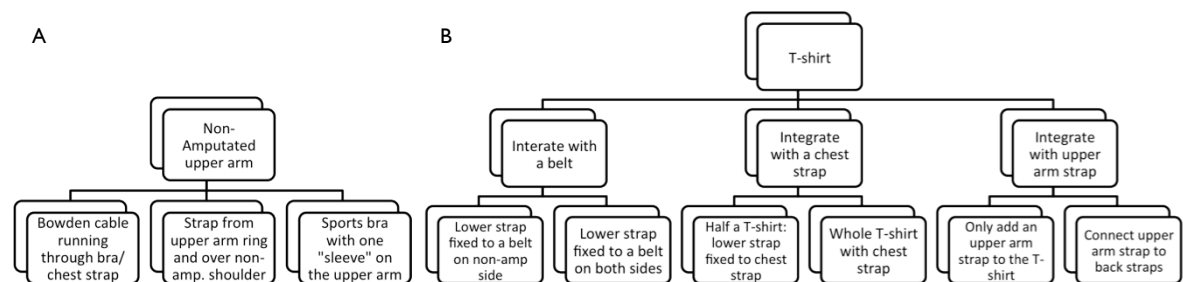 A
B
T-shirt
Non-
Amputated
upper arm
Interate with
a belt
Integrate
with a chest
strap
Integrate
with upper
arm strap
Bowden cable
running
through bra/
chest strap
Strap from
upper arm ring
and over non-
amp. shoulder
Sports bra
with one
"sleeve" on
the upper arm
Lower strap
fixed to a belt
on non-amp
side
Lower strap
fixed to a belt
on both sides
Half a T-shirt:
lower strap
fixed to chest
strap
Whole T-shirt
with chest
strap
Only add an
upper arm
strap to the T-
shirt
Connect upper
arm strap to
back straps